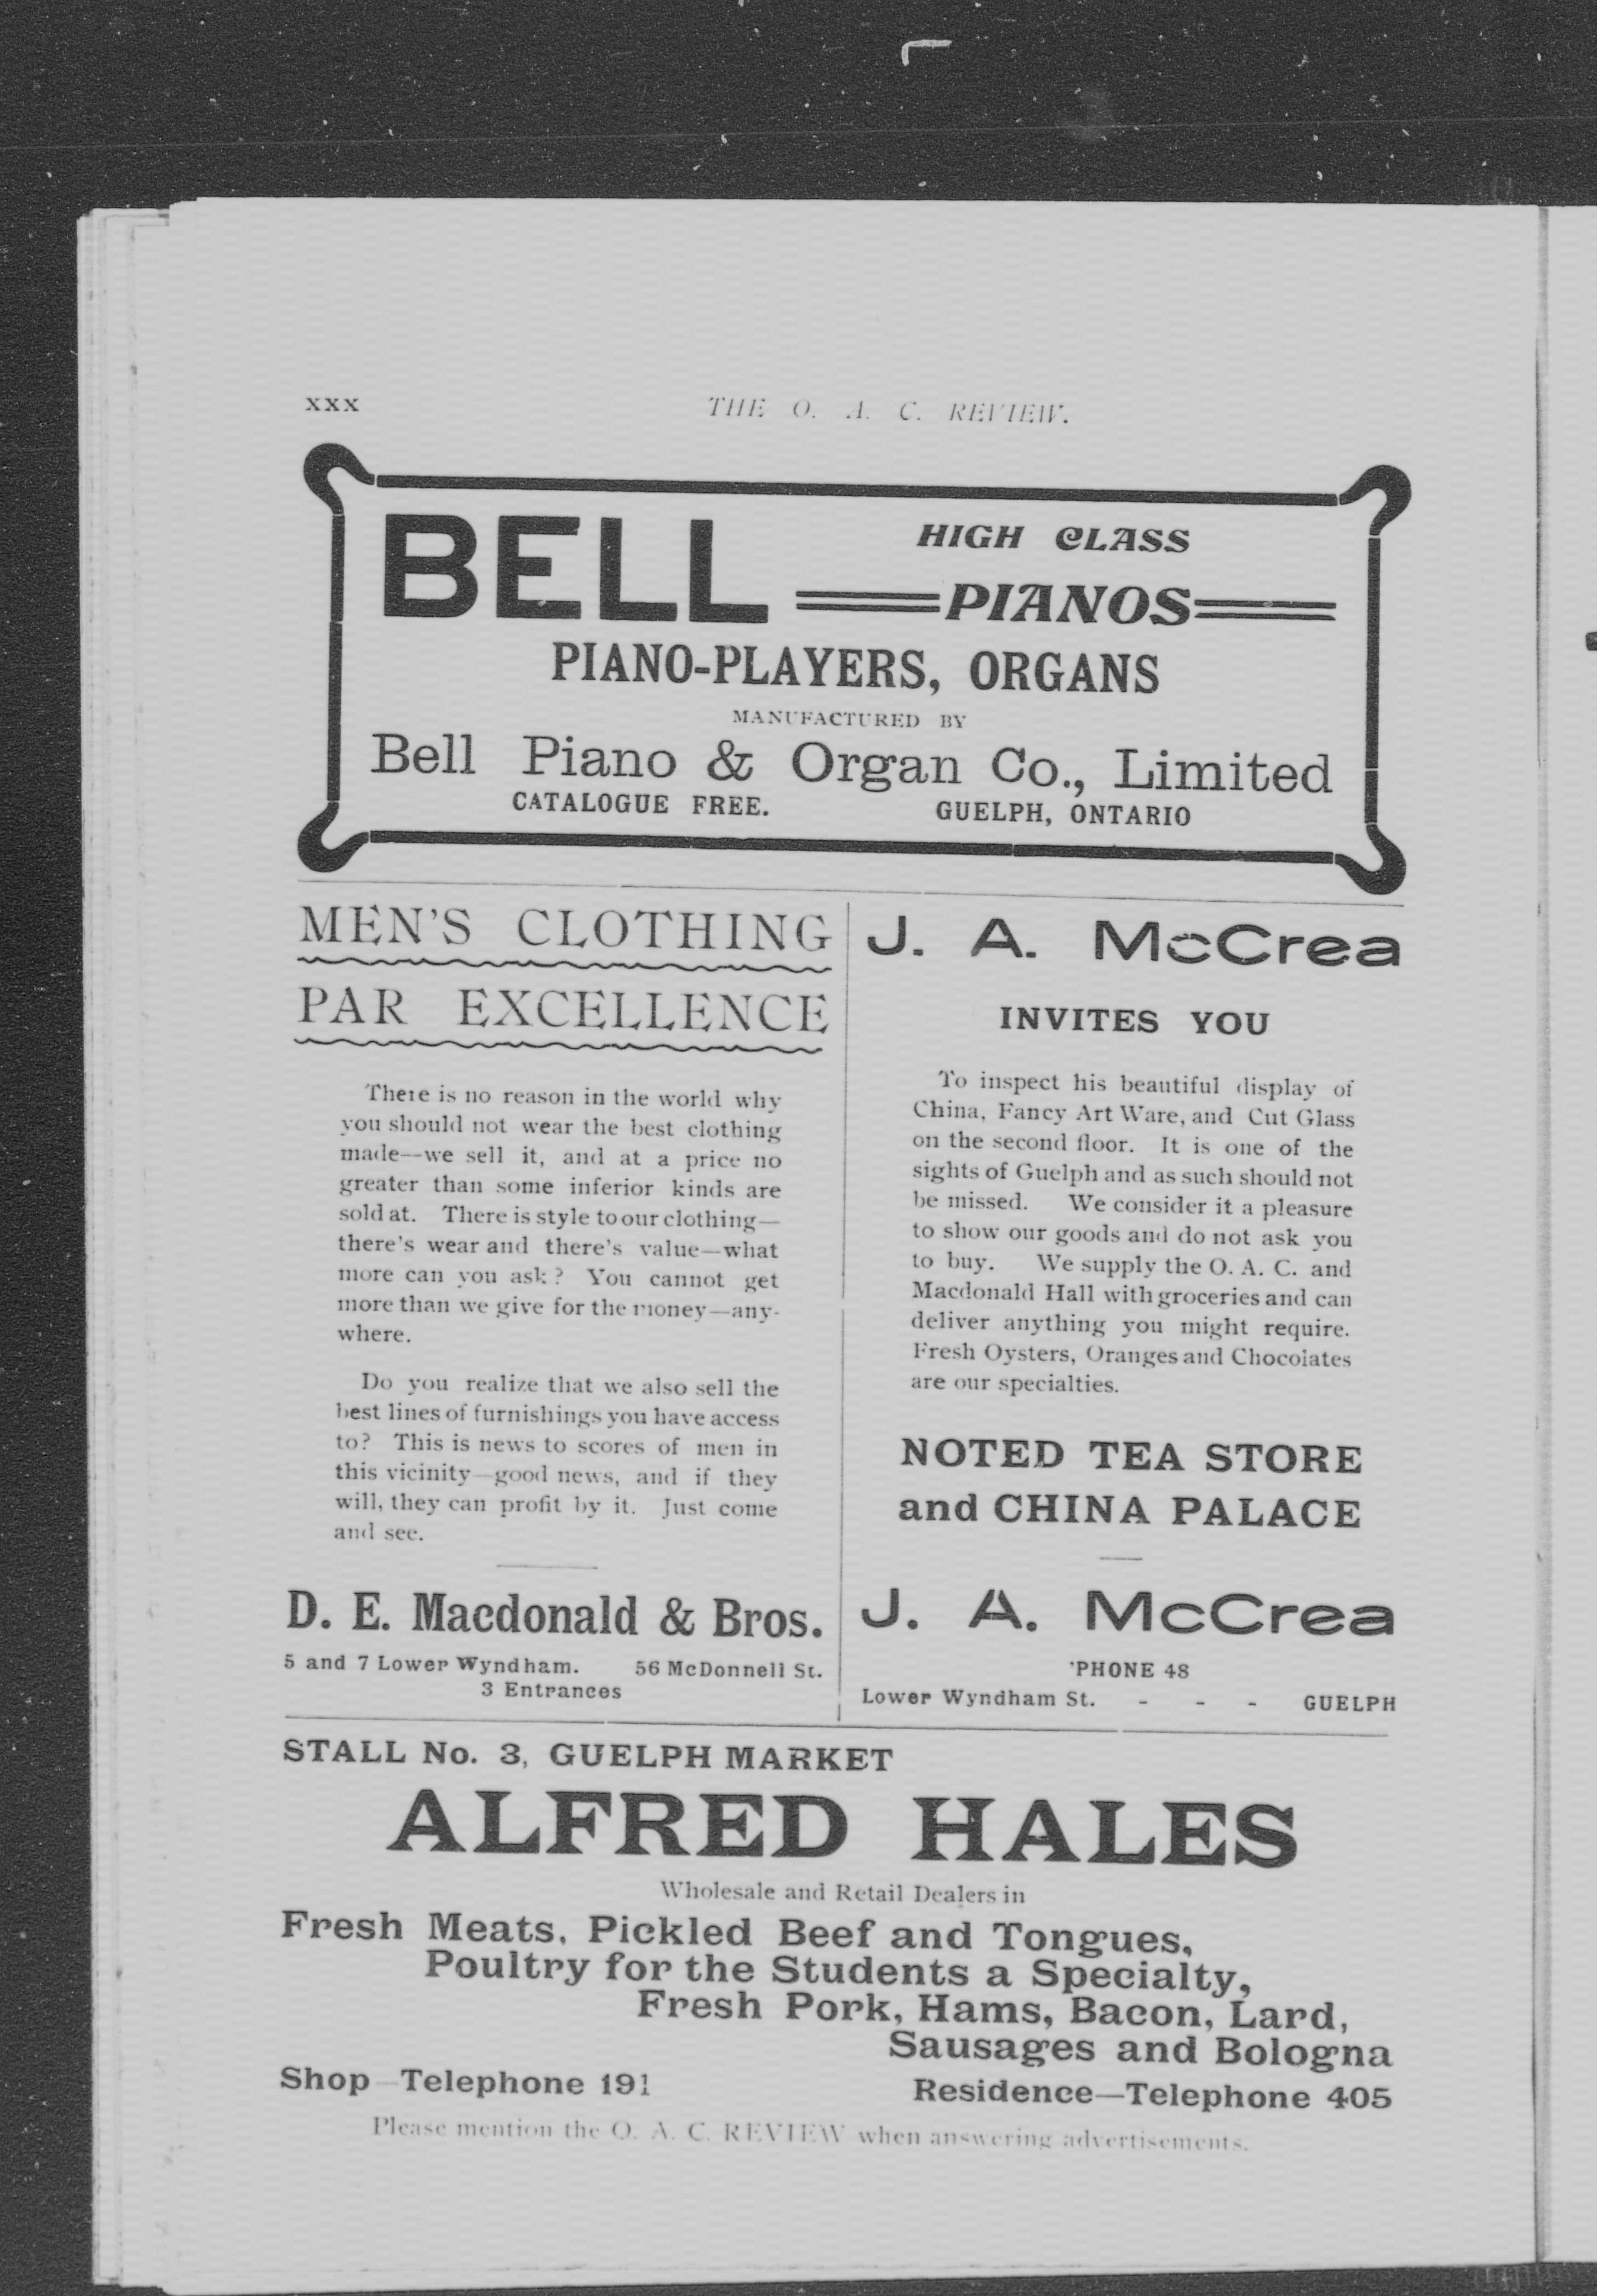 xxx THE O. A. C. REVIEW.
BELL HIGH CLASS
PIANOS
PIANO-PLAYERS, ORGANS
MANUFACTURED BY
Bell Piano & Organ Co., Limited
CATALOGUE FREE. GUELPH, ONTARIO
MEN'S CLOTHING
PAR EXCELLENCE
There is no reason in the world why
you should not wear the best clothing
made--we sell it, and at a price no
greater than some inferior kinds are
sold at. There is style to our clothing—
there's wear and there's value—what
more can you ask? You cannot get
more than we give for the money—any-
where.
Do you realize that we also sell the
best lines of furnishings you have access
to? This is news to scores of men in
this vicinity—good news, and if they
will, they can profit by it. Just come
and see.
D. E. Macdonald & Bros.
5 and 7 Lower Wyndham. 56 McDonnell St.
3 Entrances
J. A. McCrea
INVITES YOU
To inspect his beautiful display of
China, Fancy Art Ware, and Cut Glass
on the second floor. It is one of the
sights of Guelph and as such should not
be missed. We consider it a pleasure
to show our goods and do not ask you
to buy. We supply the O. A. C. and
Macdonald Hall with groceries and can
deliver anything you might require.
Fresh Oysters, Oranges and Chocolates
are our specialties.
NOTED TEA STORE
and CHINA PALACE
J. A. McCrea
'PHONE 48
Lower Wyndham St. - - - GUELPH
STALL No. 3, GUELPH MARKET
ALFRED HALES
Wholesale and Retail Dealers in
Fresh Meats, Pickled Beef and Tongues,
Poultry for the Students a Specialty,
Fresh Pork, Hams, Bacon, Lard,
Sausages and Bologna
Shop—Telephone 191 Residence—Telephone 405
Please mention the O. A. C. REVIEW when answering advertisements.